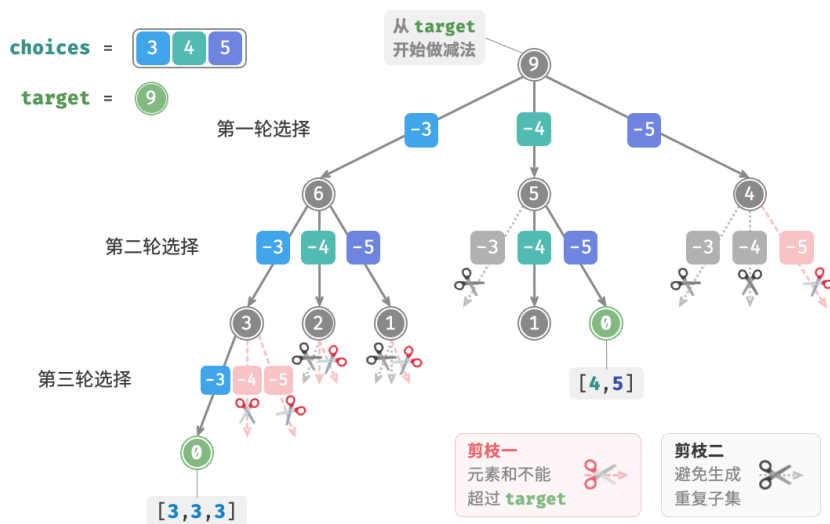 choices = 3 4 5
target = 9
从 target
开始做减法
9
第一轮选择
-3 -4 -5
6 5 4
第二轮选择
-3 -4 -5 -3 -4 -5 -3 -4 -5
3 2 1 1 0
第三轮选择
-3 -4 -5
[4,5]
0
[3,3,3]
剪枝一
元素和不能
超过 target
剪枝二
避免生成
重复子集